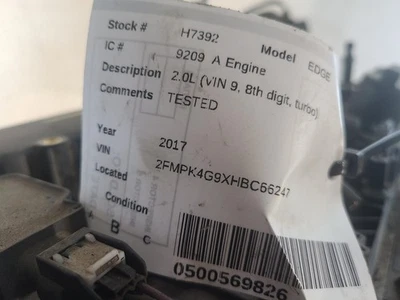 Stock # H7392 Model EDGE
IC # 9209 A Engine
Description 2.0L (VIN 9, 8th digit, turbo)
Comments TESTED
Year 2017
VIN 2FMPK4G9XHBC66247
Located
Condition
A
B C
0500569826